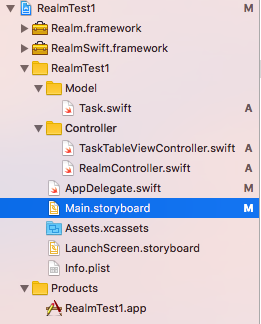 RealmTest1 M
Realm.framework
RealmSwift.framework
RealmTest1
Model
Task.swift A
Controller
TaskTableViewController.swift A
RealmController.swift A
AppDelegate.swift M
Main.storyboard M
Assets.xcassets
LaunchScreen.storyboard
Info.plist
Products
RealmTest1.app